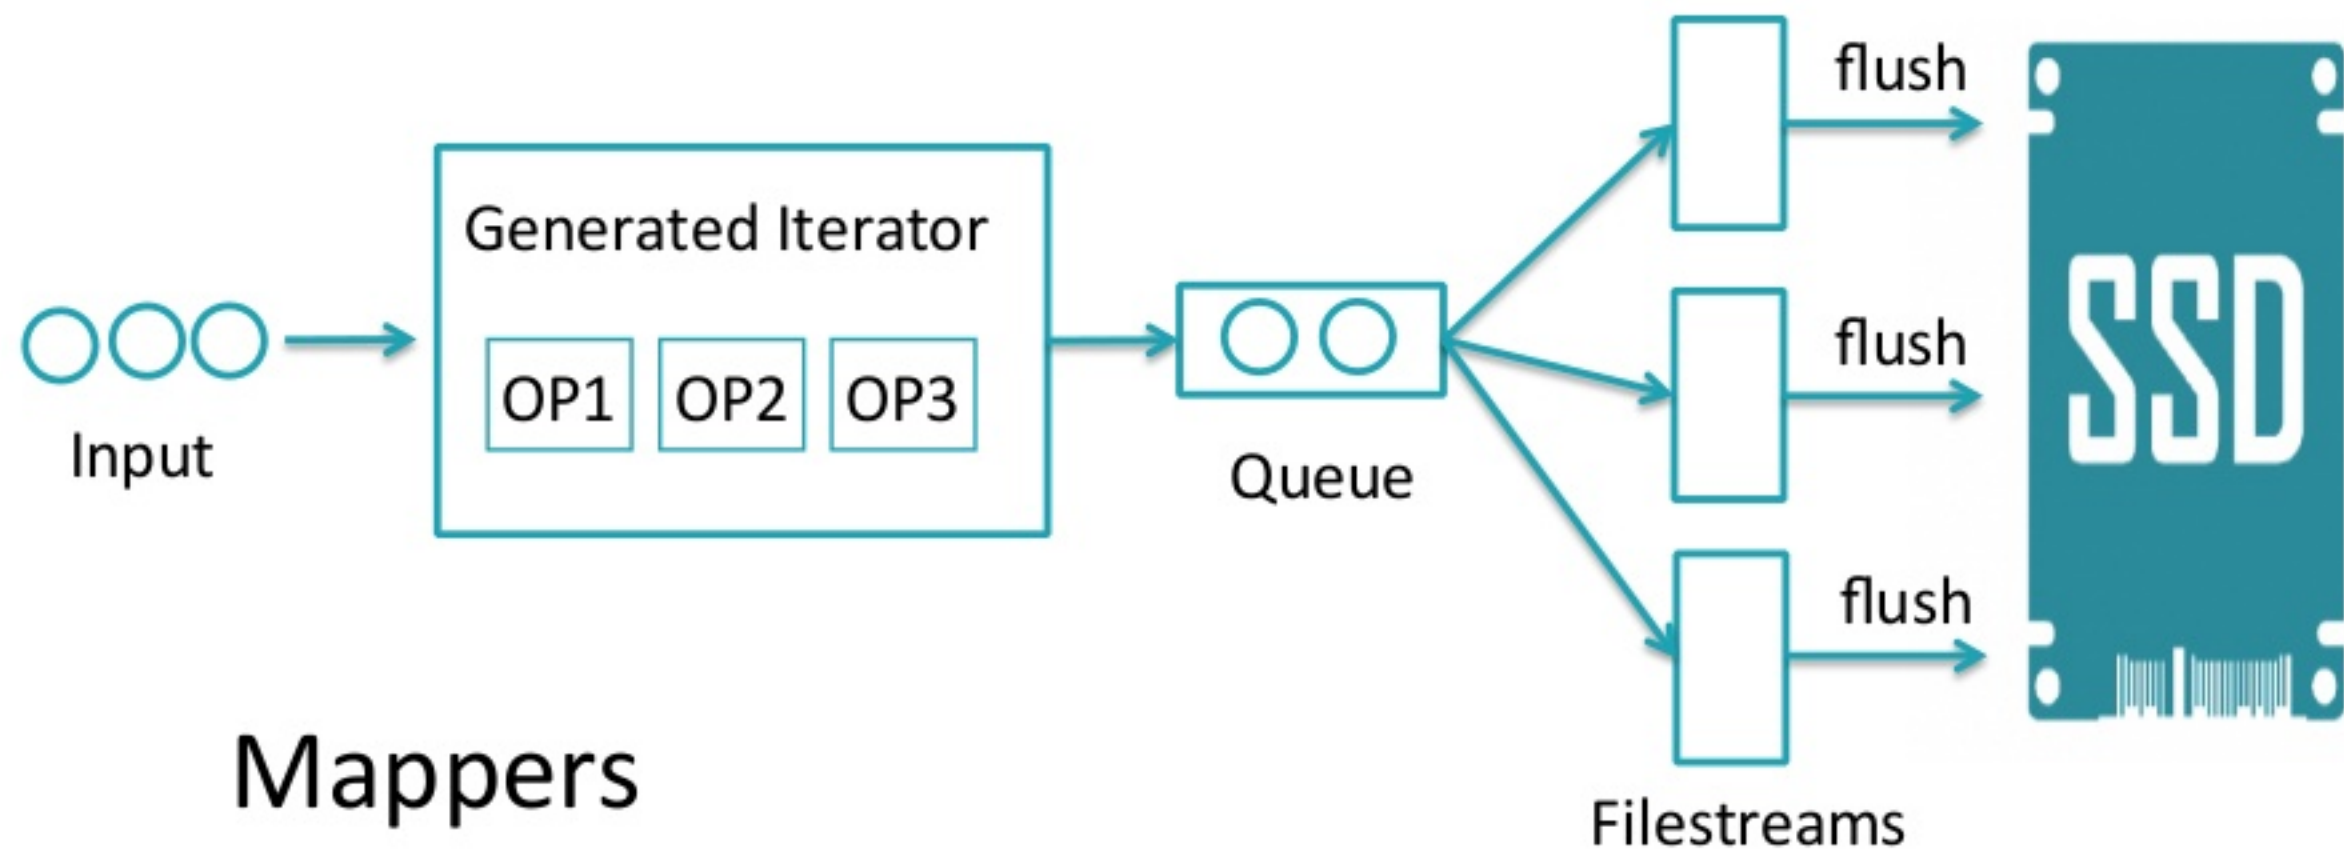 Input
Generated Iterator
OP1 OP2 OP3
Queue
flush
flush
flush
Filestreams
SSD
Mappers